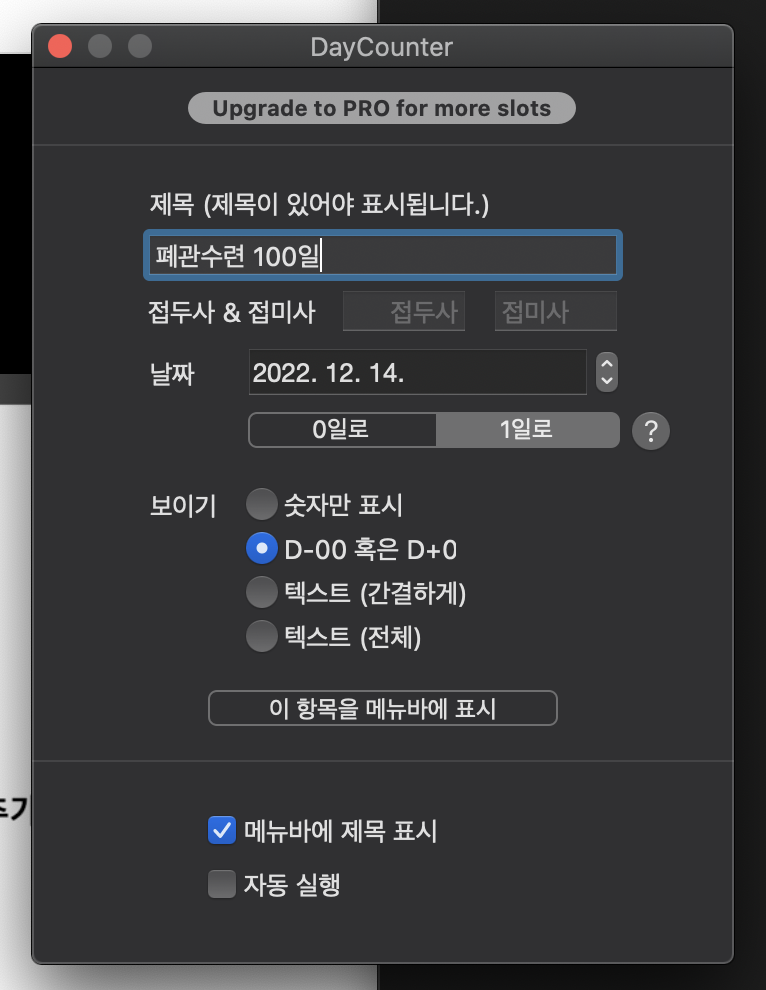 DayCounter
Upgrade to PRO for more slots
제목 (제목이 있어야 표시됩니다.)
폐관수련 100일
접두사 & 접미사 접두사 접미사
날짜 2022. 12. 14.
0일로 1일로 ?
보이기 숫자만 표시
D-00 혹은 D+0
텍스트 (간결하게)
텍스트 (전체)
이 항목을 메뉴바에 표시
메뉴바에 제목 표시
자동 실행